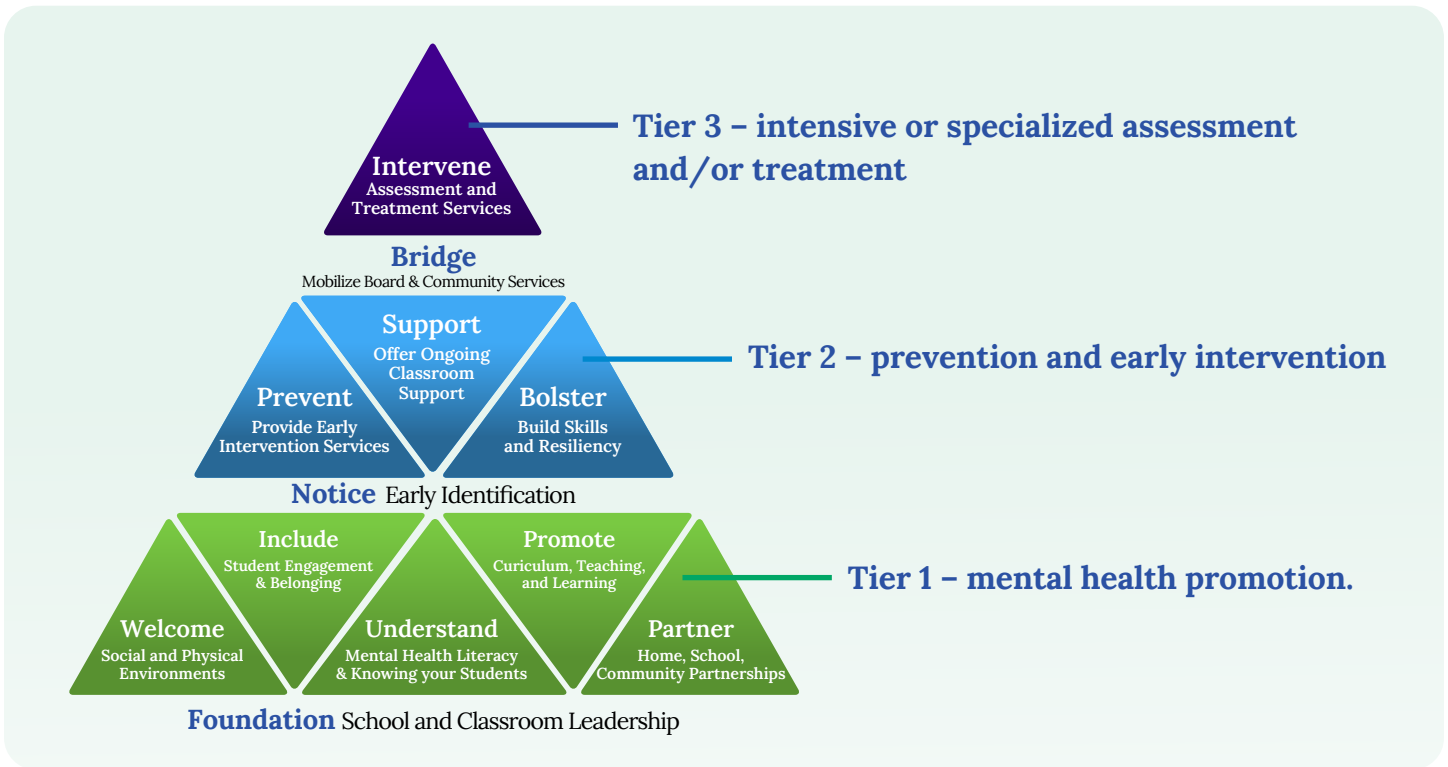 Tier 3 – intensive or specialized assessment
and/or treatment
Intervene
Assessment and
Treatment Services
Bridge
Mobilize Board & Community Services
Support
Offer Ongoing
Classroom
Support
Prevent
Provide Early
Intervention Services
Bolster
Build Skills
and Resiliency
Tier 2 – prevention and early intervention
Notice Early Identification
Include
Student Engagement
& Belonging
Promote
Curiculum, Teaching,
and Learning
Tier 1 – mental health promotion.
Welcome
Social and Physical
Environments
Understand
Mental Health Literacy
& Knowing your Students
Partner
Home, School,
Community Partnerships
Foundation School and Classroom Leadership